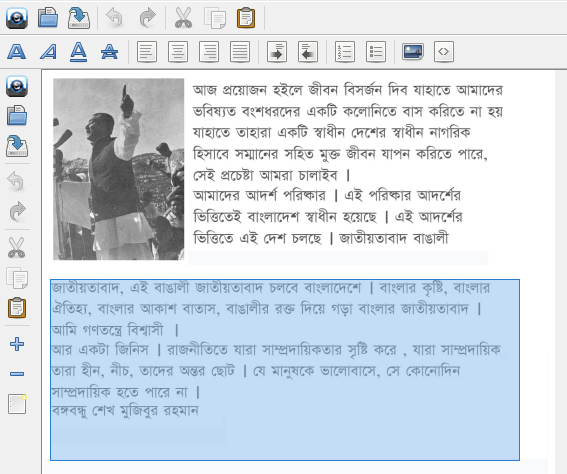 আজ প্রয়োজন হইলে জীবন বিসর্জন দিব যাহাতে আমাদের
ভবিষ্যত বংশধরদের একটি কলোনিতে বাস করিতে না হয়
যাহাতে তাহারা একটি স্বাধীন দেশের স্বাধীন নাগরিক
হিসাবে সম্মানের সহিত মুক্ত জীবন যাপন করিতে পারে,
সেই প্রচেষ্টা আমরা চালাইব |
আমাদের আদর্শ পরিষ্কার | এই পরিষ্কার আদর্শের
ভিত্তিতেই বাংলাদেশ স্বাধীন হয়েছে | এই আদর্শের
ভিত্তিতে এই দেশ চলছে | জাতীয়তাবাদ বাঙালী
জাতীয়তাবাদ, এই বাঙালী জাতীয়তাবাদ চলবে বাংলাদেশে | বাংলার কৃষ্টি, বাংলার
ঐতিহ্য, বাংলার আকাশ বাতাস, বাঙালীর রক্ত দিয়ে গড়া বাংলার জাতীয়তাবাদ |
আমি গণতন্ত্রে বিশ্বাসী |
আর একটা জিনিস | রাজনীতিতে যারা সাম্প্রদায়িকতার সৃষ্টি করে , যারা সাম্প্রদায়িক
তারা হীন, নীচ, তাদের অন্তর ছোট | যে মানুষকে ভালোবাসে, সে কোনোদিন
সাম্প্রদায়িক হতে পারে না |
বঙ্গবন্ধু শেখ মুজিবুর রহমান